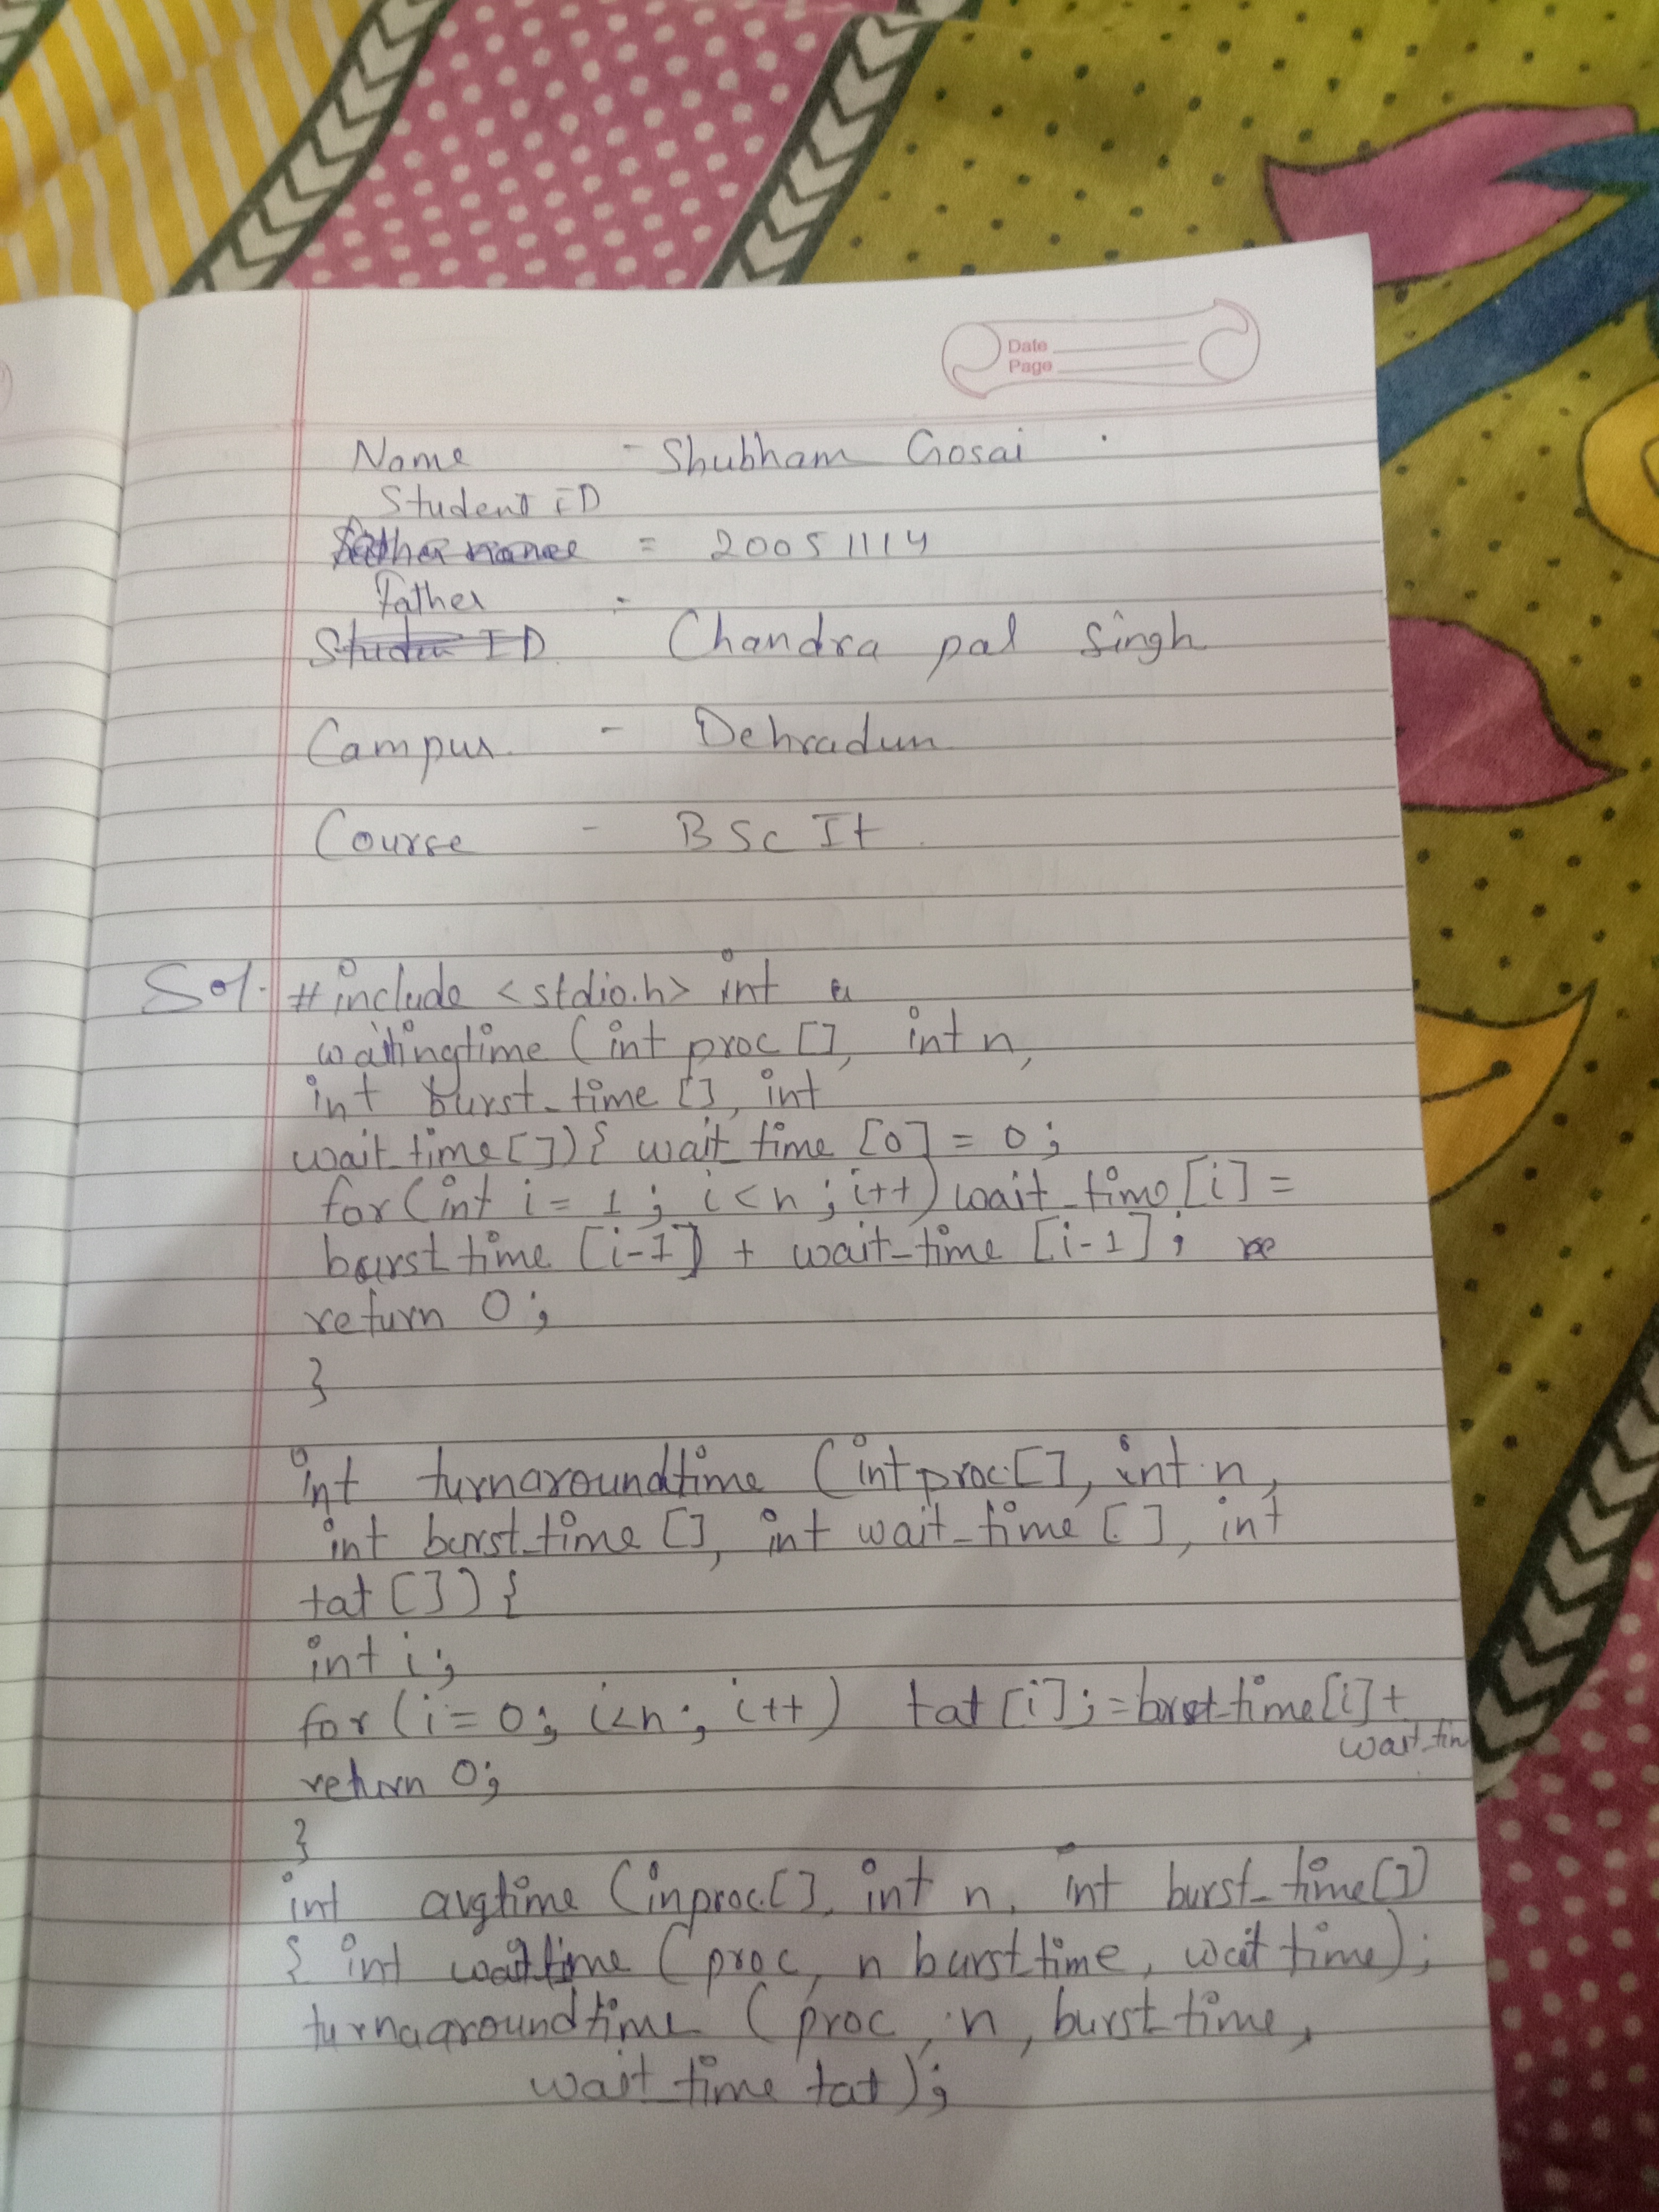 Date
Page
Name - Shubham Gosai
Student ID
= 20051114
Father -
Student ID Chandra pal Singh
Campus - Dehradun
Course - BSc It
Sol. #include <stdio.h> int
waitingtime (int proc [], int n,
int burst_time [], int
wait_time[]){ wait_time [0] = 0;
for (int i = 1; i<n; i++) wait_time[i] =
burst time [i-1] + wait_time [i-1];
return 0;
}
int turnaroundtime (int proc[], int n,
int burst_time [], int wait_time [], int
tat []) {
int i;
for (i = 0; i<n; i++) tat [i]; = burst_time[i] +
wait_tim
return 0;
}
int avgtime (inproc[], int n, int burst_time[])
{ int waittime (proc, n burst time, wait time);
turnaaroundtime (proc, n, burst time,
wait time tat);